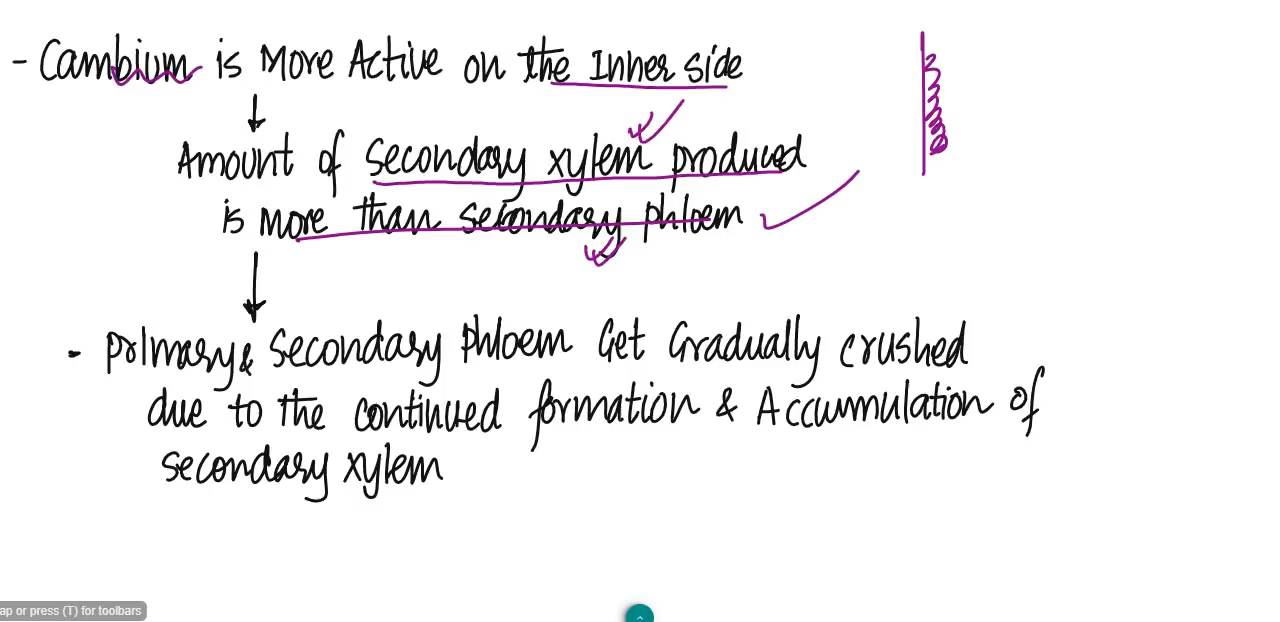 - Cambium is More Active on the Inner side
Amount of secondary xylem produced
is more than secondary phloem
- Primary & Secondary Phloem Get Gradually crushed
due to the continued formation & Accumulation of
secondary xylem
ap or press (T) for toolbars